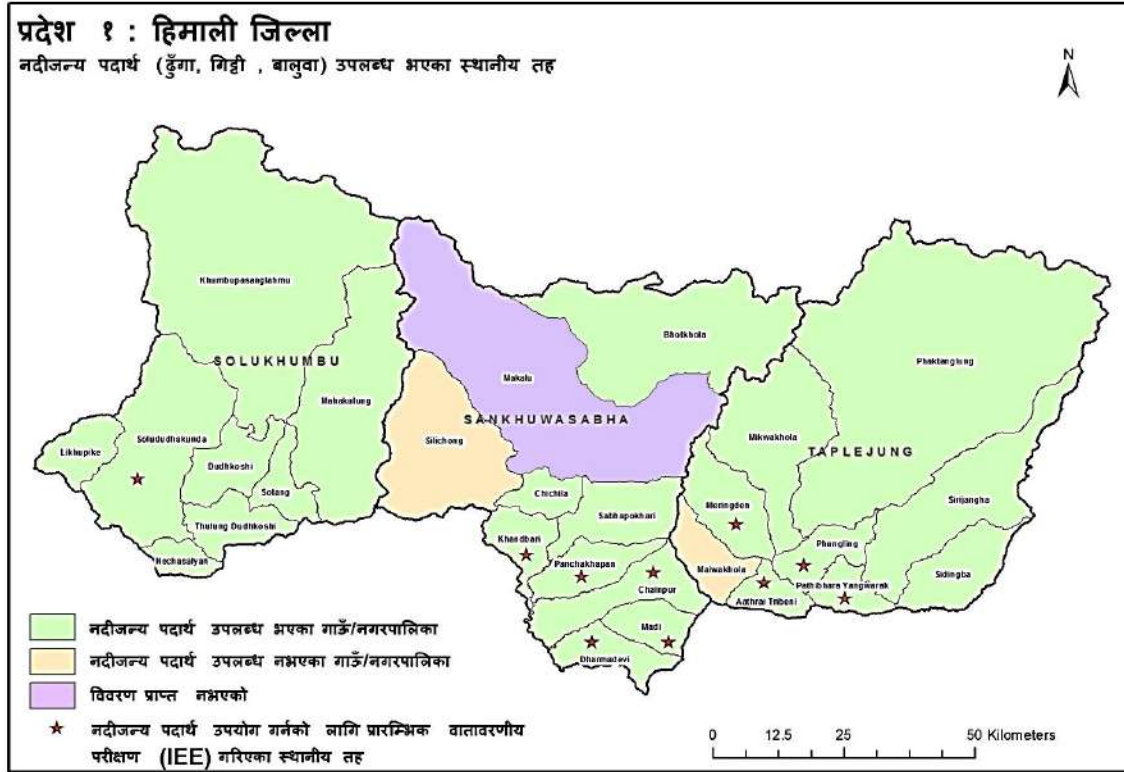 प्रदेश १ : हिमाली जिल्ला
नदीजन्य पदार्थ (ढुँगा, गिट्टी , बालुवा) उपलब्ध भएका स्थानीय तह
N
Khumbupasanglahmu
Bhotkhola
Phaktanglung
SOLUKHUMBU
Makalu
Mahakulung
SANKHUWASABHA
Silichong
Mikwakhola
TAPLEJUNG
Solududhakunda
Likhupike
Dudhkoshi
Sotang
Chichila
Sirijangha
Meringden
Sabhapokhari
Thulung Dudhkoshi
Khandbari
Phungling
Nechasalyan
Panchakhapan
Maiwakhola
Sidingba
Chainpur
Pathibhara Yangwarak
Aathrai Tribeni
Madi
Dharmadevi
नदीजन्य पदार्थ उपलब्ध भएका गाऊँ/नगरपालिका
नदीजन्य पदार्थ उपलब्ध नभएका गाऊँ/नगरपालिका
विवरण प्राप्त नभएको
नदीजन्य पदार्थ उपयोग गर्नको लागि प्रारम्भिक वातावरणीय
परीक्षण (IEE) गरिएका स्थानीय तह
0 12.5 25 50 Kilometers